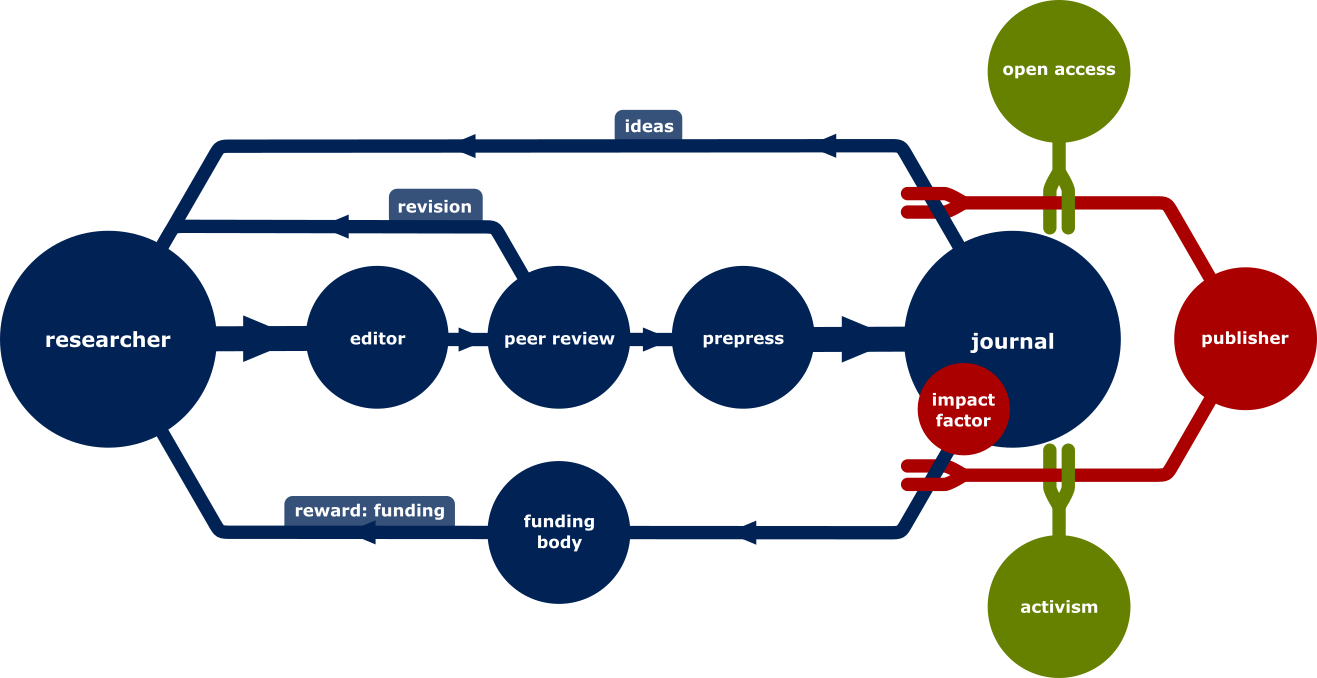 open access
ideas
revision
researcher
editor
peer review
prepress
journal
publisher
impact
factor
reward: funding
funding
body
activism